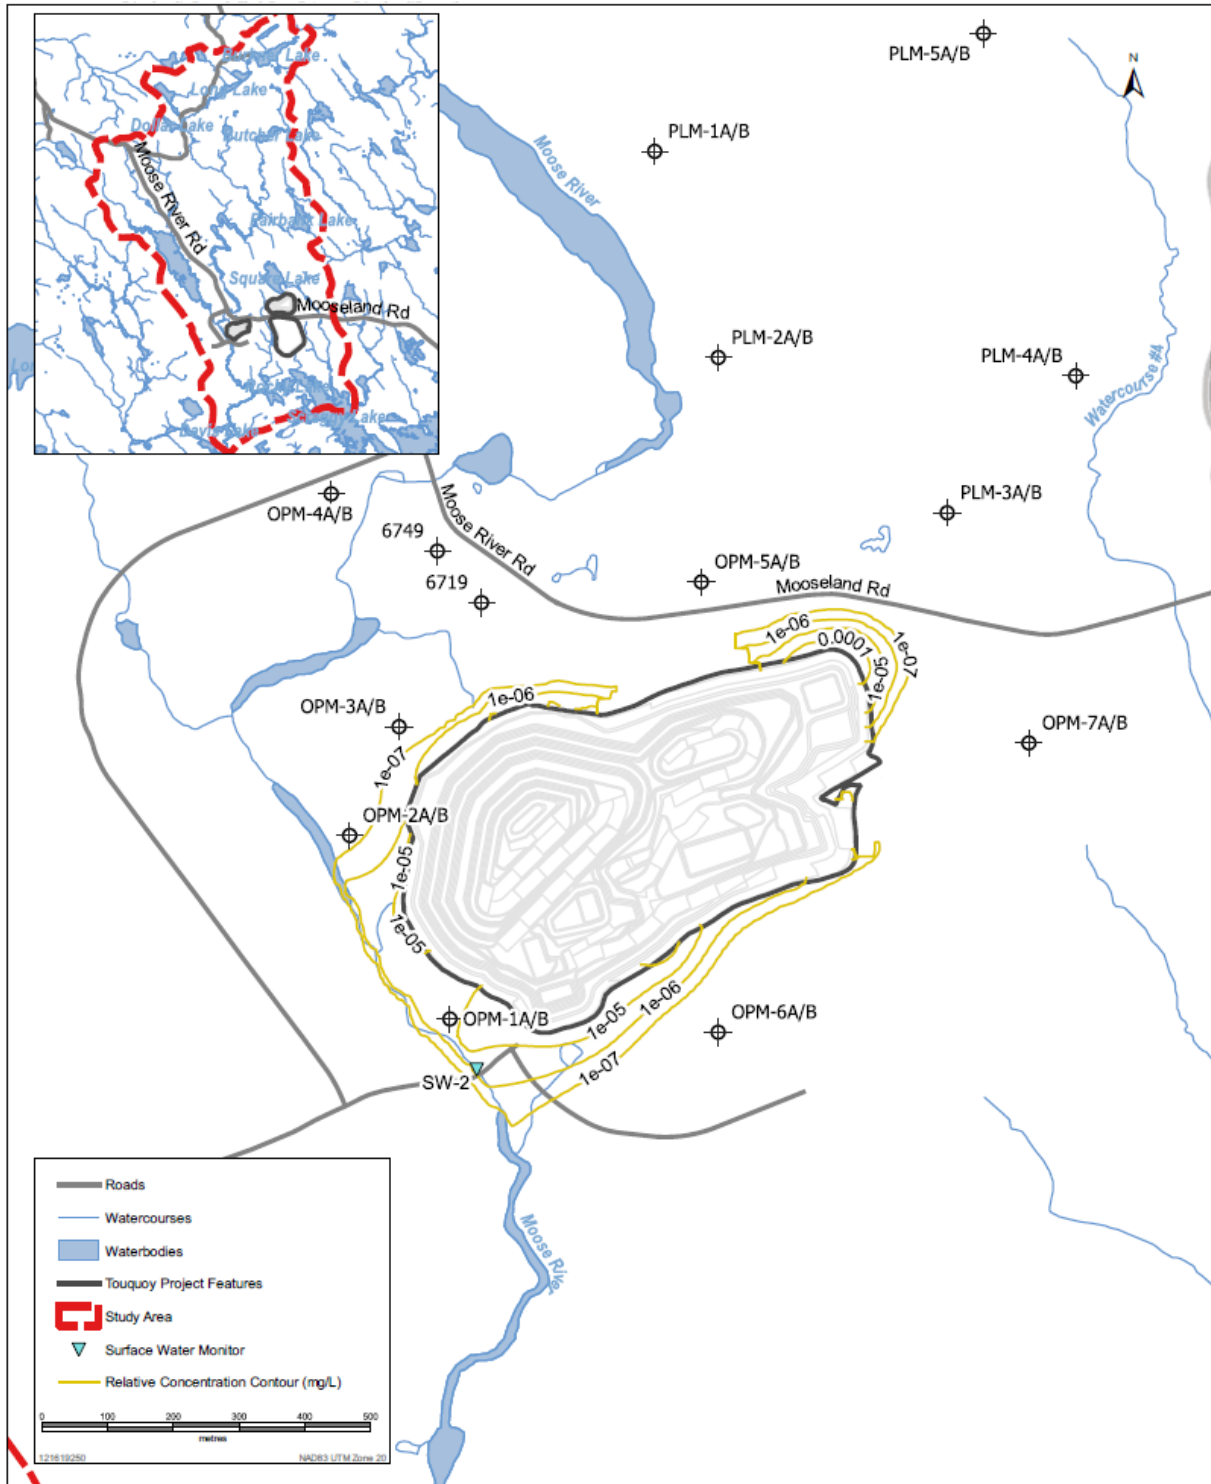 PLM-5A/B
N
Long Lake
Dollar Lake
Butcher Lake
Moose River Rd
Fairbank Lake
Square Lake
Mooseland Rd
Moose River
PLM-1A/B
PLM-2A/B
PLM-4A/B
Watercourse #4
PLM-3A/B
OPM-4A/B
6749
6719
Moose River Rd
OPM-5A/B
Mooseland Rd
1e-06
0.0001
1e-07
1e-05
1e-06
OPM-3A/B
1e-07
OPM-7A/B
OPM-2A/B
1e-05
1e-05
OPM-1A/B
1e-06
1e-05
OPM-6A/B
1e-07
SW-2
Moose River
Roads
Watercourses
Waterbodies
Touquoy Project Features
Study Area
Surface Water Monitor
Relative Concentration Contour (mg/L)
0 100 200 300 400 500
metres
121619250 NAD83 UTM Zone 20